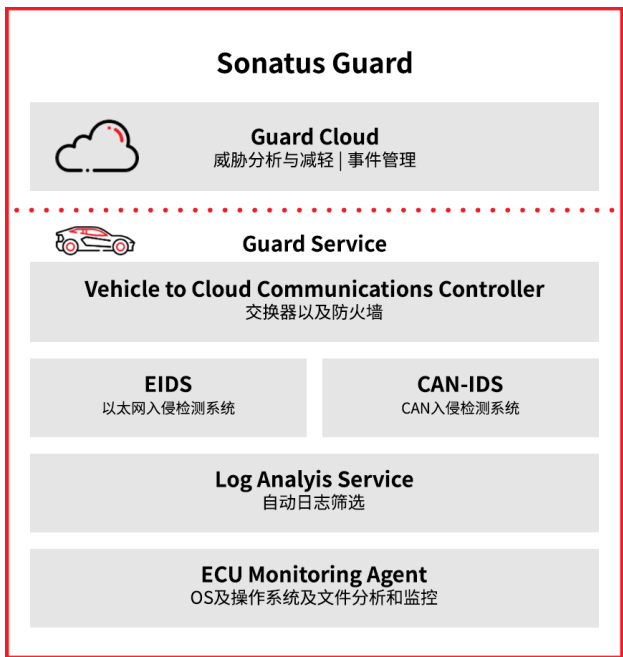 Sonatus Guard
Guard Cloud
威胁分析与减轻 | 事件管理
Guard Service
Vehicle to Cloud Communications Controller
交换器以及防火墙
EIDS
以太网入侵检测系统
CAN-IDS
CAN入侵检测系统
Log Analyis Service
自动日志筛选
ECU Monitoring Agent
OS及操作系统及文件分析和监控